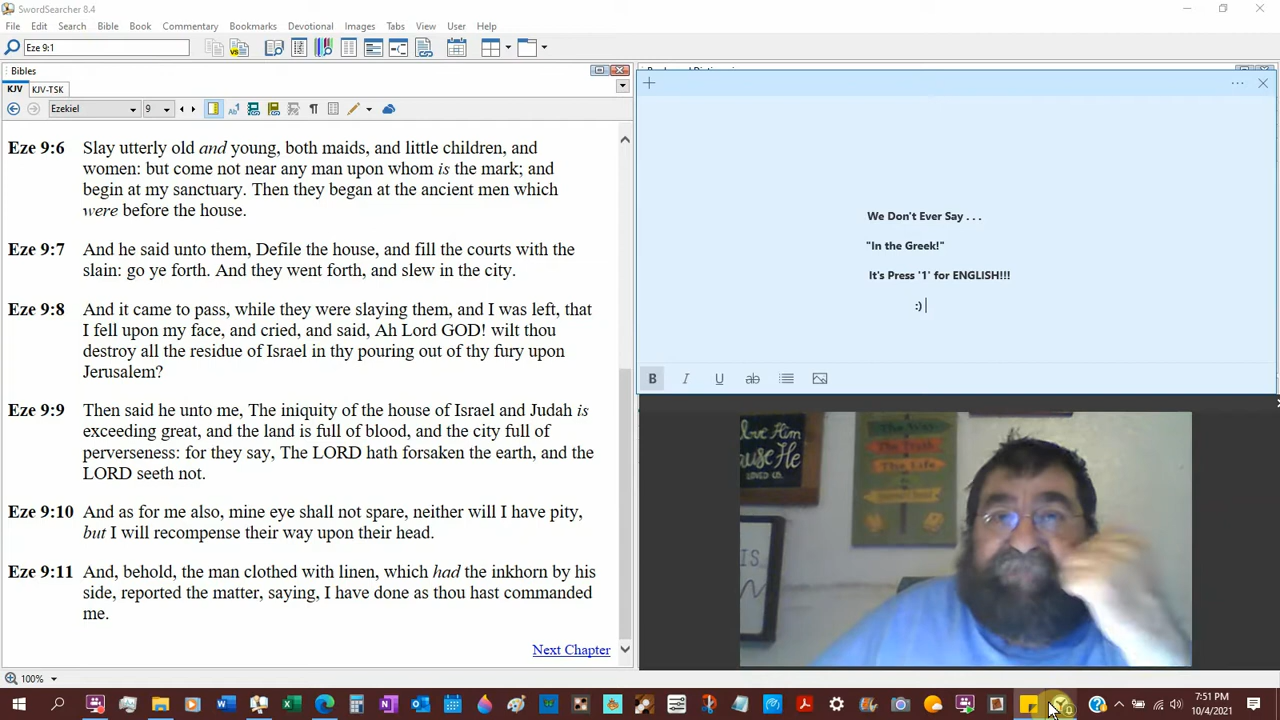 SwordSearcher 8.4
File Edit Search Bible Book Commentary Bookmarks Devotional Images Tabs View User Help
Eze 9:1
Bibles
KJV KJV-TSK
Ezekiel 9
Eze 9:6 Slay utterly old and young, both maids, and little children, and
women: but come not near any man upon whom is the mark; and
begin at my sanctuary. Then they began at the ancient men which
were before the house.
Eze 9:7 And he said unto them, Defile the house, and fill the courts with the
slain: go ye forth. And they went forth, and slew in the city.
Eze 9:8 And it came to pass, while they were slaying them, and I was left, that
I fell upon my face, and cried, and said, Ah Lord GOD! wilt thou
destroy all the residue of Israel in thy pouring out of thy fury upon
Jerusalem?
Eze 9:9 Then said he unto me, The iniquity of the house of Israel and Judah is
exceeding great, and the land is full of blood, and the city full of
perverseness: for they say, The LORD hath forsaken the earth, and the
LORD seeth not.
Eze 9:10 And as for me also, mine eye shall not spare, neither will I have pity,
but I will recompense their way upon their head.
Eze 9:11 And, behold, the man clothed with linen, which had the inkhorn by his
side, reported the matter, saying, I have done as thou hast commanded
me.
Next Chapter
100%
We Don't Ever Say . . .
"In the Greek!"
It's Press '1' for ENGLISH!!!
:)
B I U ab
love Him
cause He
LOVED
The Way
The Truth
The Life
IS
7:51 PM
10/4/2021